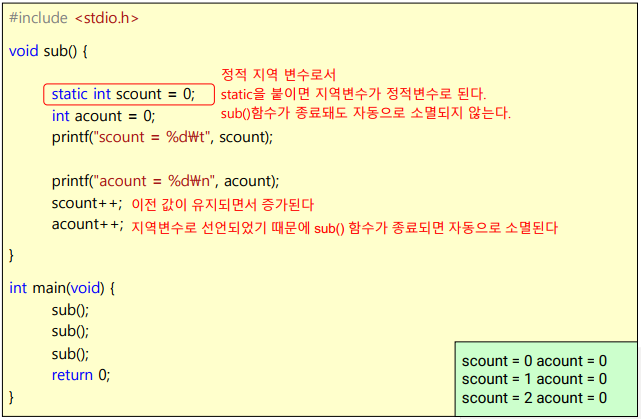 #include <stdio.h>
void sub() {
정적 지역 변수로서
static int scount = 0; static을 붙이면 지역변수가 정적변수로 된다.
int acount = 0; sub()함수가 종료돼도 자동으로 소멸되지 않는다.
printf("scount = %d₩t", scount);
printf("acount = %d₩n", acount);
scount++; 이전 값이 유지되면서 증가된다
acount++; 지역변수로 선언되었기 때문에 sub() 함수가 종료되면 자동으로 소멸된다
}
int main(void) {
sub();
sub();
sub();
return 0;
}
scount = 0 acount = 0
scount = 1 acount = 0
scount = 2 acount = 0